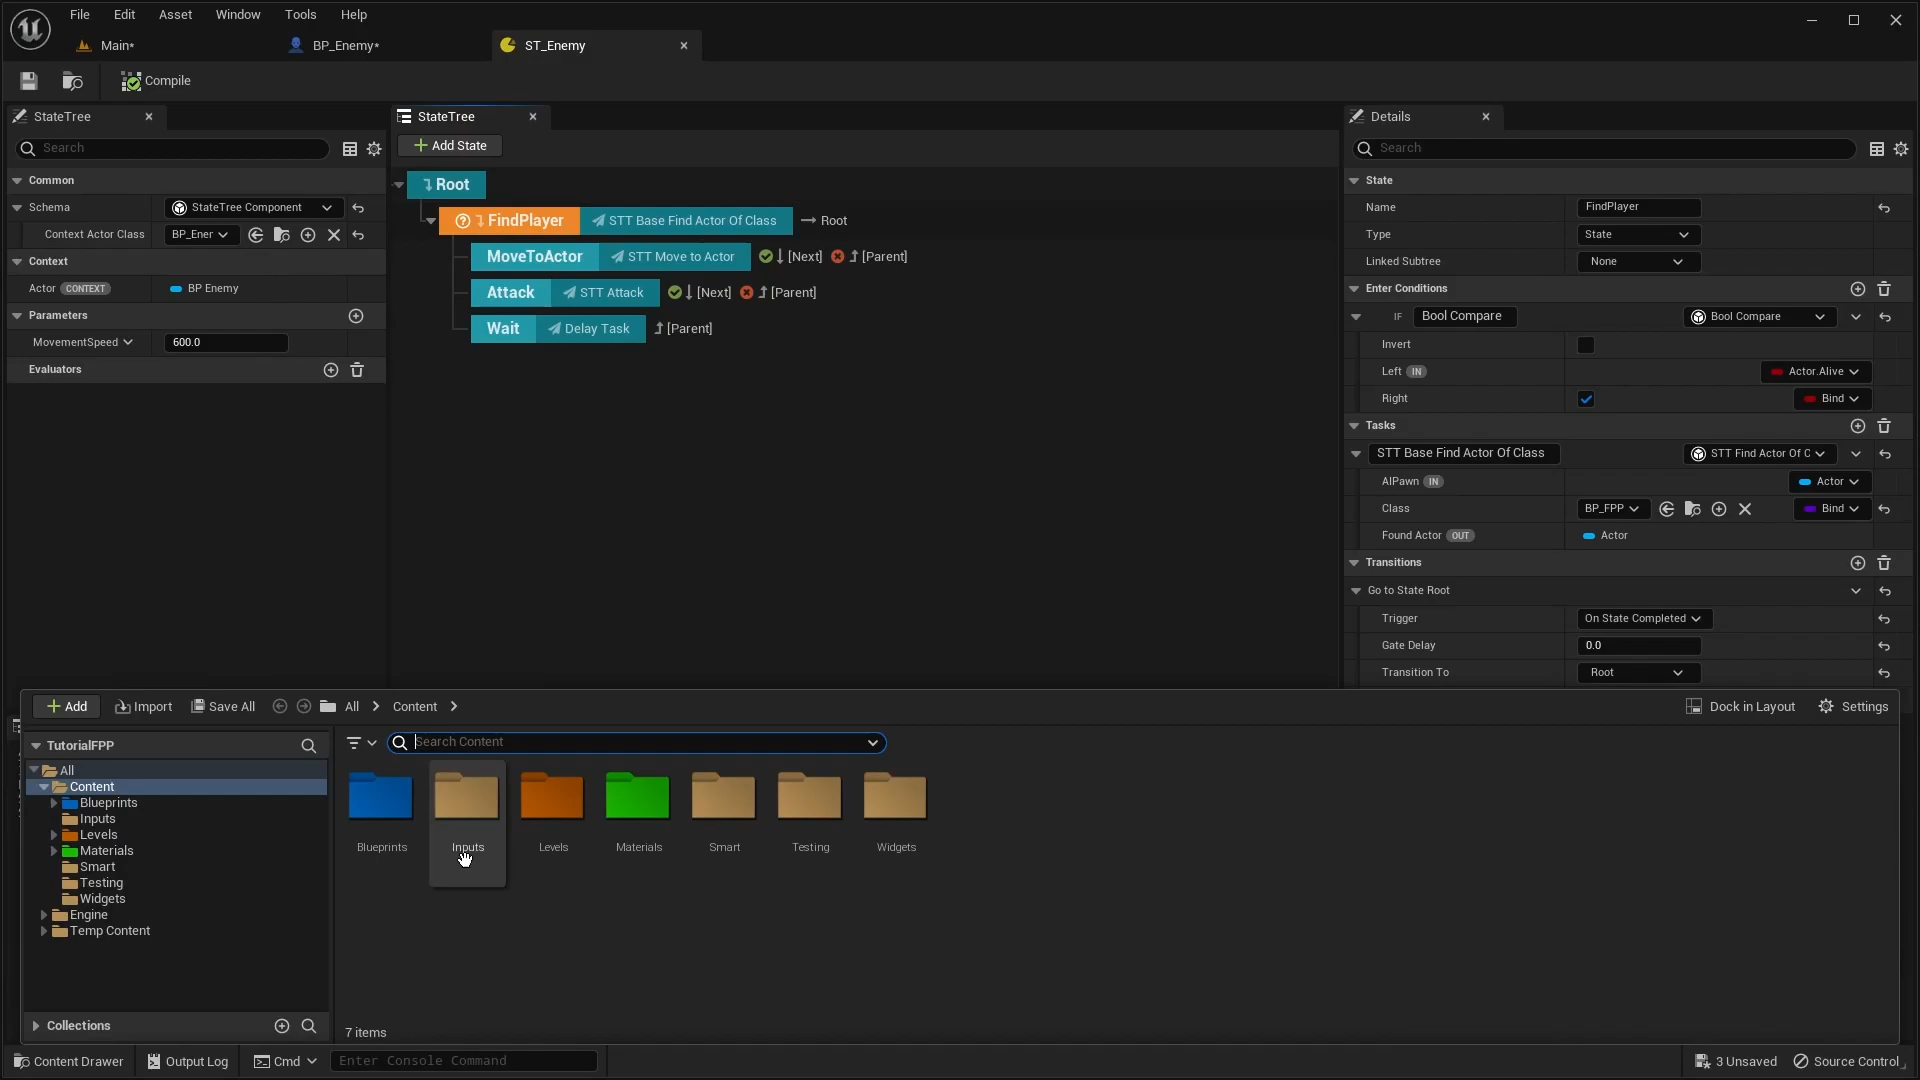 File Edit Asset Window Tools Help
Main* BP_Enemy* ST_Enemy
Compile
StateTree
Search
Common
Schema StateTree Component
Context Actor Class BP_Ener
Context
Actor CONTEXT BP Enemy
Parameters
MovementSpeed 600.0
Evaluators
StateTree
Add State
Root
FindPlayer STT Base Find Actor Of Class Root
MoveToActor STT Move to Actor [Next] [Parent]
Attack STT Attack [Next] [Parent]
Wait Delay Task [Parent]
Details
Search
State
Name FindPlayer
Type State
Linked Subtree None
Enter Conditions
IF Bool Compare Bool Compare
Invert
Left IN Actor.Alive
Right Bind
Tasks
STT Base Find Actor Of Class STT Find Actor Of C
AIPawn IN Actor
Class BP_FPP Bind
Found Actor OUT Actor
Transitions
Go to State Root
Trigger On State Completed
Gate Delay 0.0
Transition To Root
Add Import Save All All Content Dock in Layout Settings
TutorialFPP
All
Content
Blueprints
Inputs
Levels
Materials
Smart
Testing
Widgets
Engine
Temp Content
Collections
Search Content
Blueprints Inputs Levels Materials Smart Testing Widgets
7 items
Content Drawer Output Log Cmd Enter Console Command 3 Unsaved Source Control